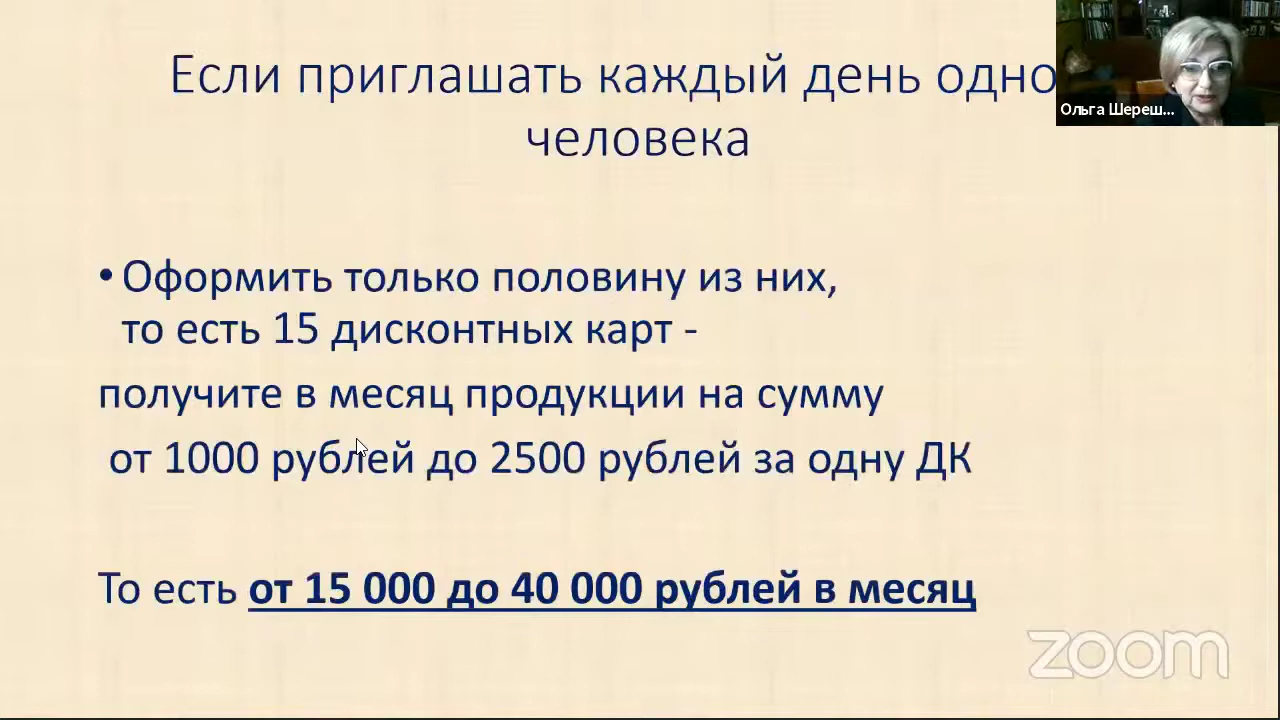 Если приглашать каждый день одно
человека
Ольга Шереш...
• Оформить только половину из них,
то есть 15 дисконтных карт -
получите в месяц продукции на сумму
от 1000 рублей до 2500 рублей за одну ДК
То есть от 15 000 до 40 000 рублей в месяц
zoom